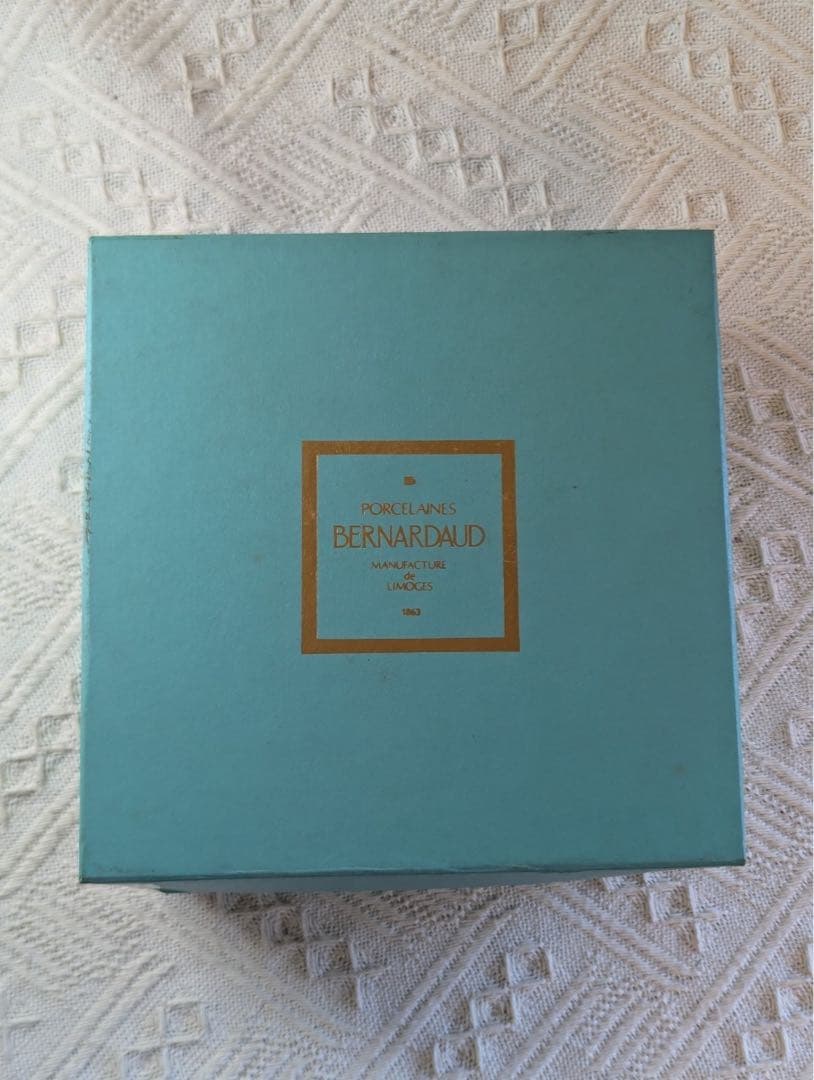 PORCELAINES
BERNARDAUD
MANUFACTURE
de
LIMOGES
1863